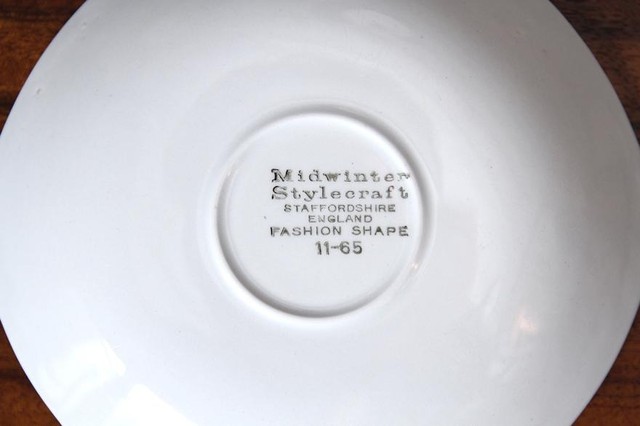 Midwinter
Stylecraft
STAFFORDSHIRE
ENGLAND
FASHION SHAPE
11-65